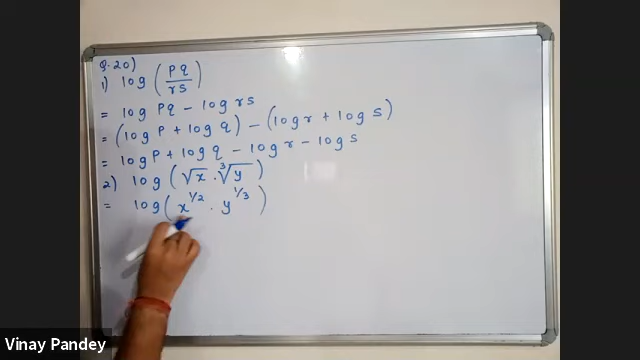 Q.20)
1) log (pq/rs)
= log pq - log rs
= (log p + log q) - (log r + log s)
= log p + log q - log r - log s
2) log (√x . ∛y)
= log (x^1/2 . y^1/3)
Vinay Pandey